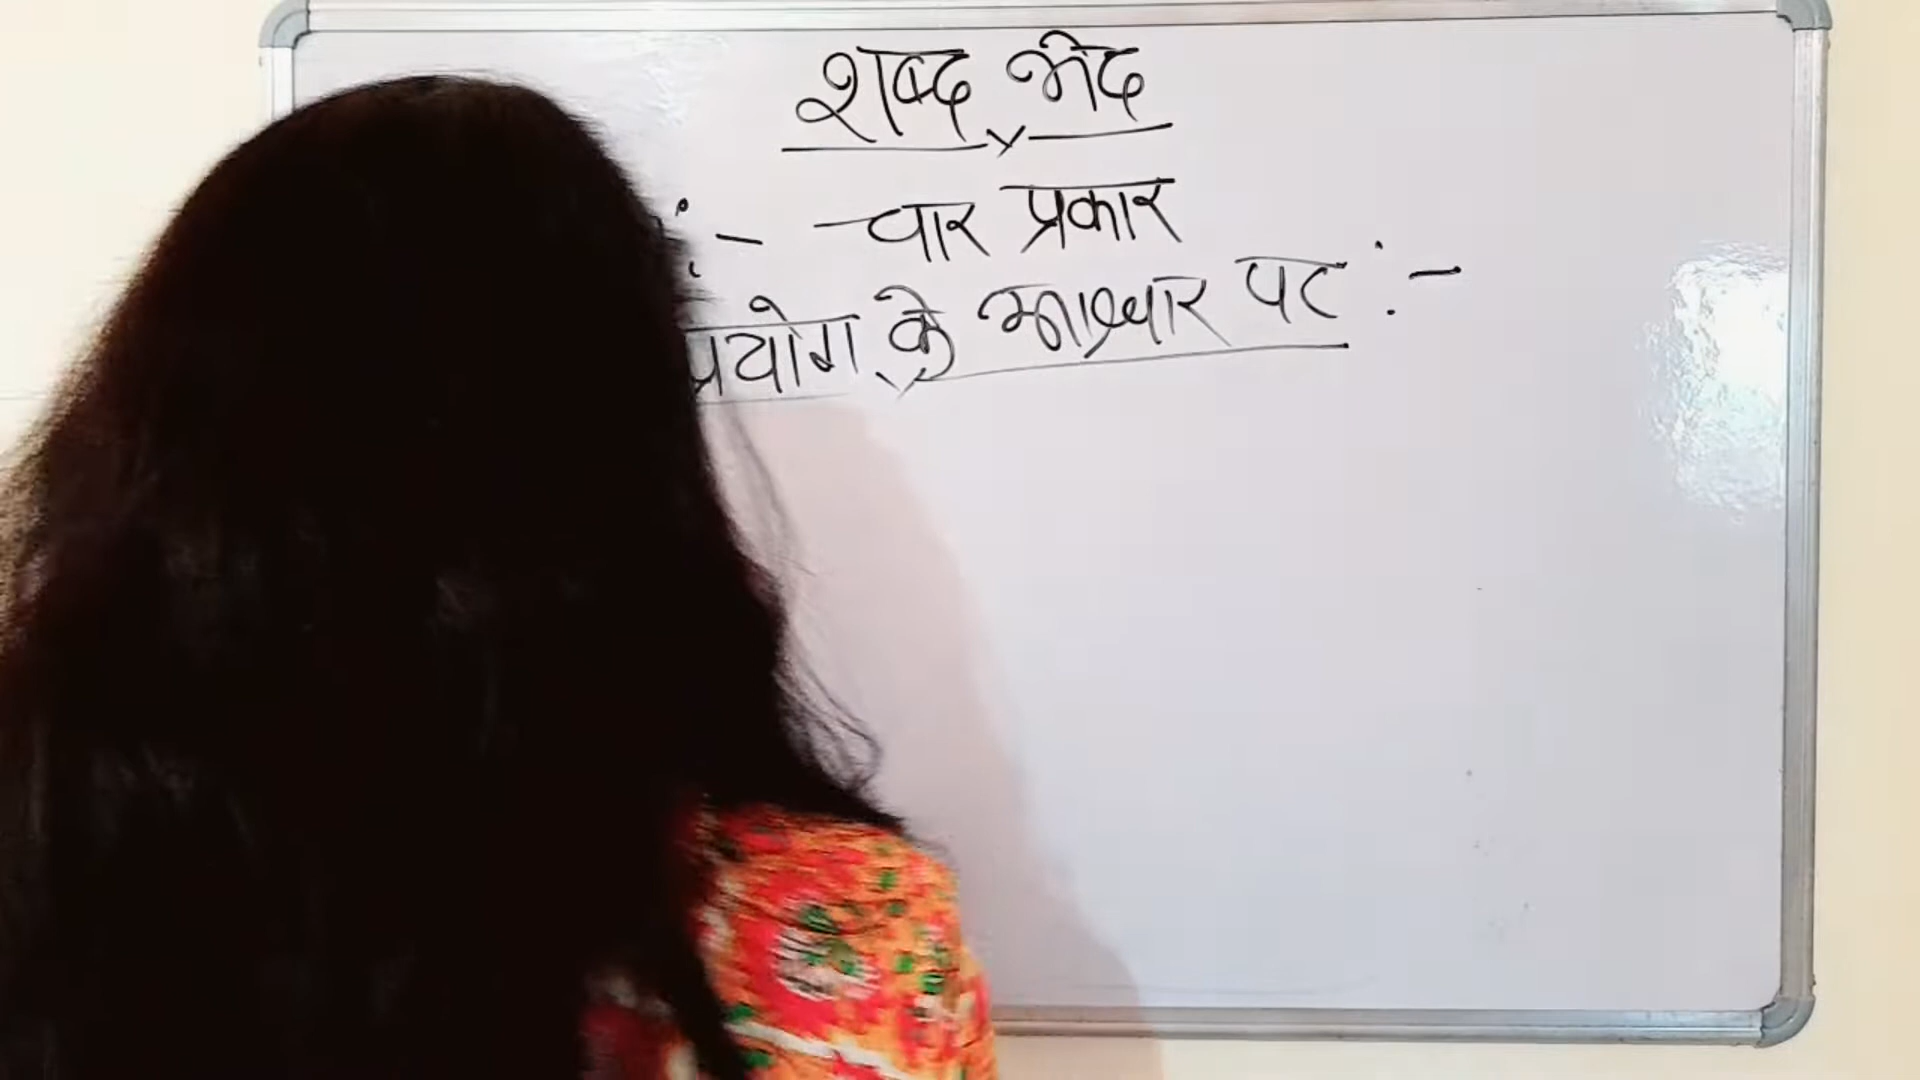 शब्द भेद
:- चार प्रकार
प्रयोग के आधार पर :-